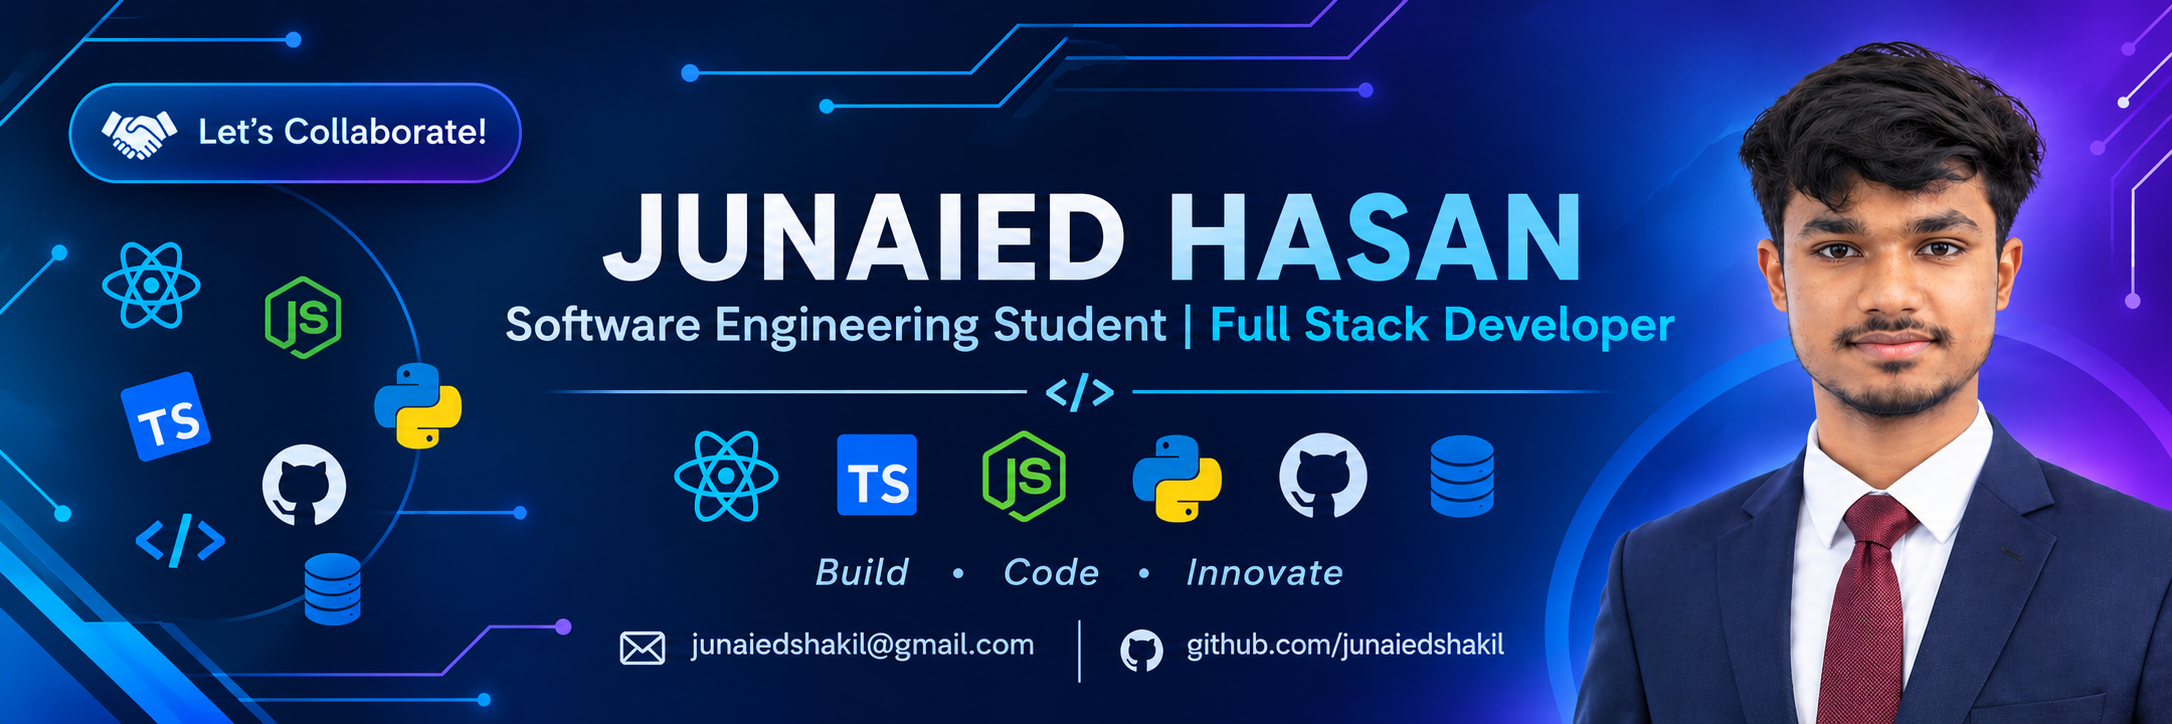 Let's Collaborate!
JUNAIED HASAN
Software Engineering Student | Full Stack Developer
</>
JS
TS
</>
TS
JS
Build • Code • Innovate
junaiedshakil@gmail.com | github.com/junaiedshakil